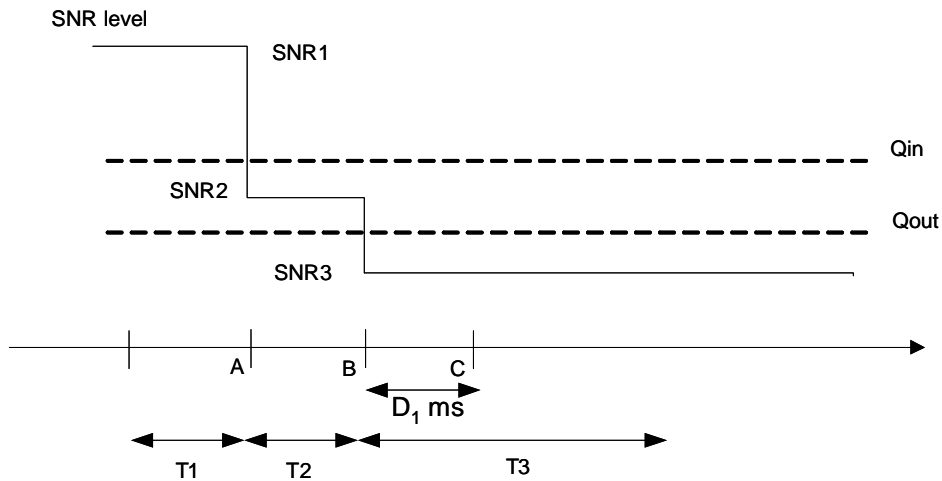 SNR level
SNR1
Qin
SNR2
Qout
SNR3
A
B
C
D₁ ms
T1
T2
T3